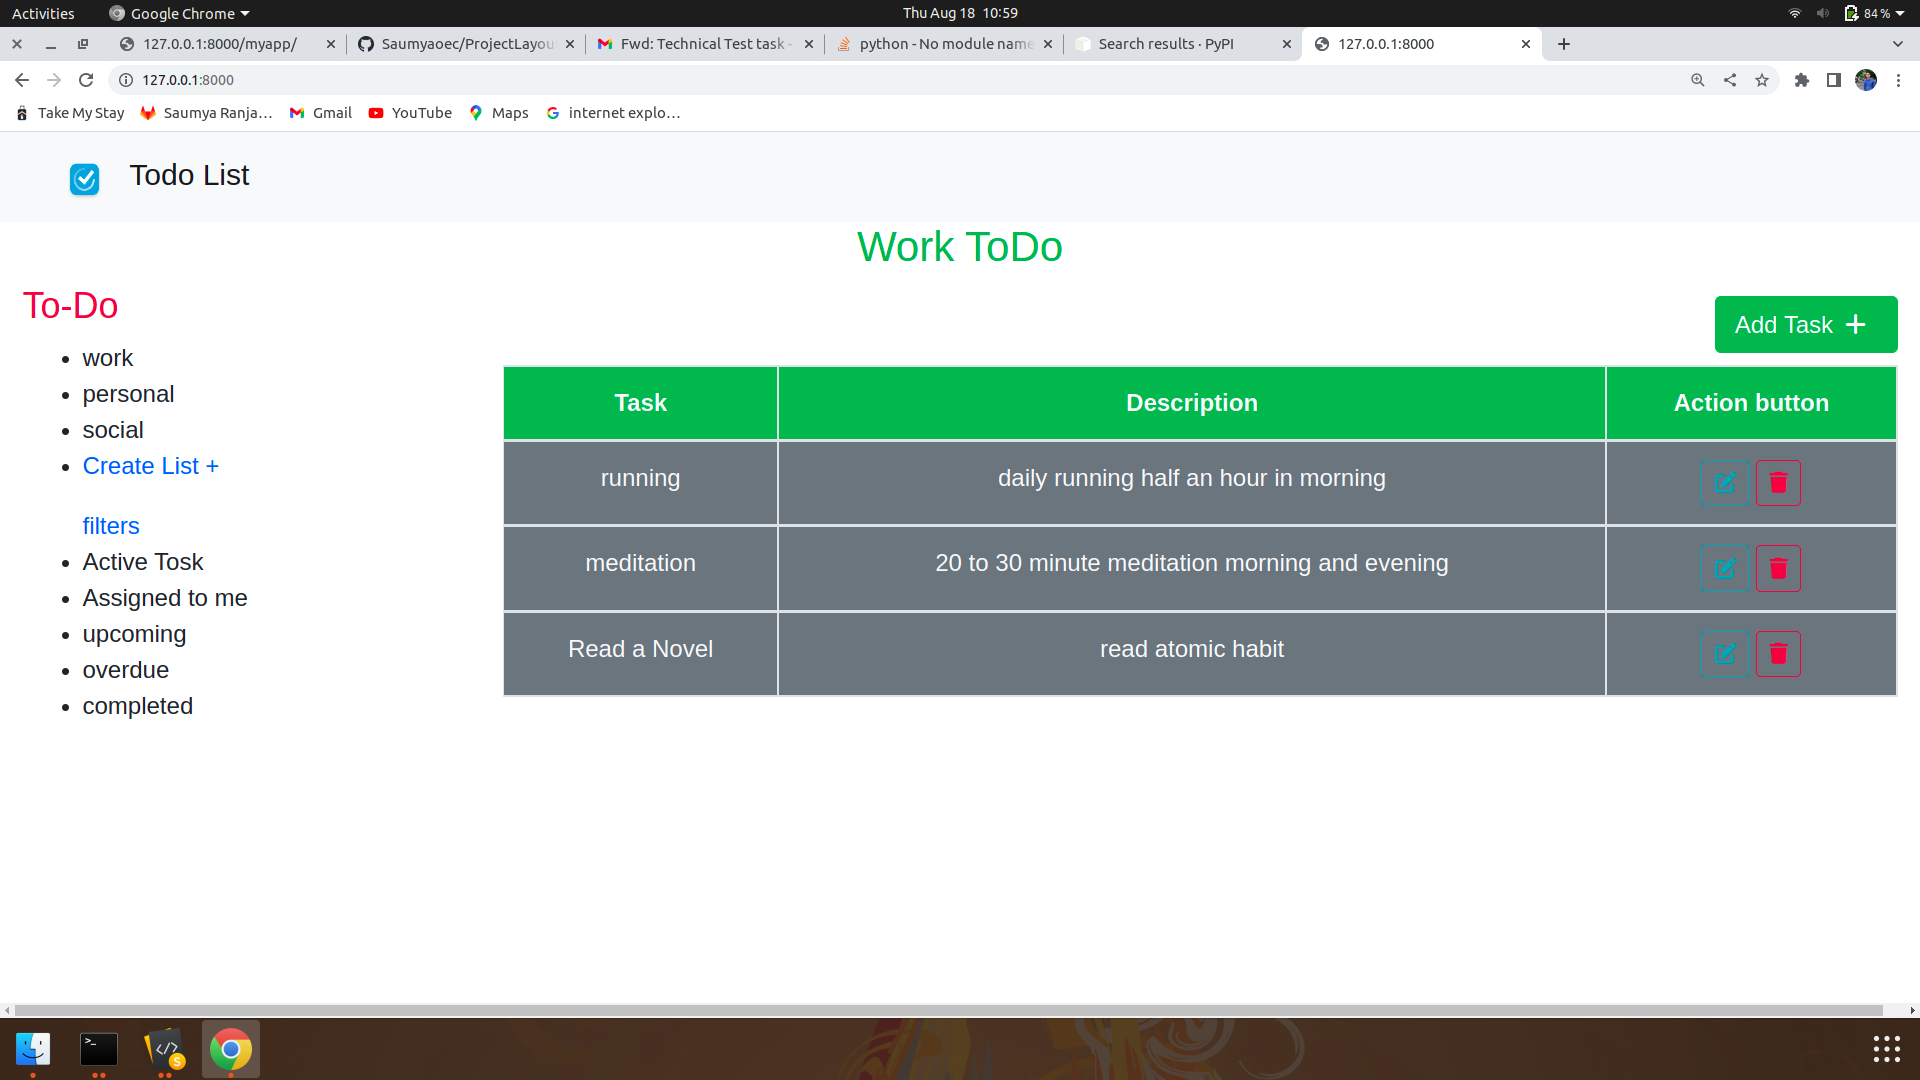 Activities Google Chrome Thu Aug 18 10:59 84%
127.0.0.1:8000/myapp/ Saumyaoec/ProjectLayou Fwd: Technical Test task - python - No module name Search results · PyPI 127.0.0.1:8000
127.0.0.1:8000
Take My Stay Saumya Ranja… Gmail YouTube Maps internet explo…
Todo List
Work ToDo
To-Do
Add Task +
work
personal
social
Create List +
filters
Active Tosk
Assigned to me
upcoming
overdue
completed
Task Description Action button
running daily running half an hour in morning
meditation 20 to 30 minute meditation morning and evening
Read a Novel read atomic habit